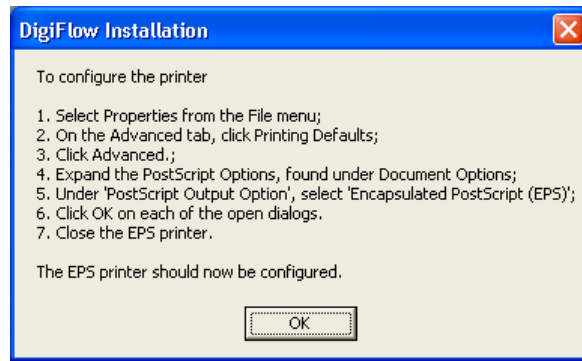 DigiFlow Installation
To configure the printer
1. Select Properties from the File menu;
2. On the Advanced tab, click Printing Defaults;
3. Click Advanced.;
4. Expand the PostScript Options, found under Document Options;
5. Under 'PostScript Output Option', select 'Encapsulated PostScript (EPS)';
6. Click OK on each of the open dialogs.
7. Close the EPS printer.
The EPS printer should now be configured.
OK